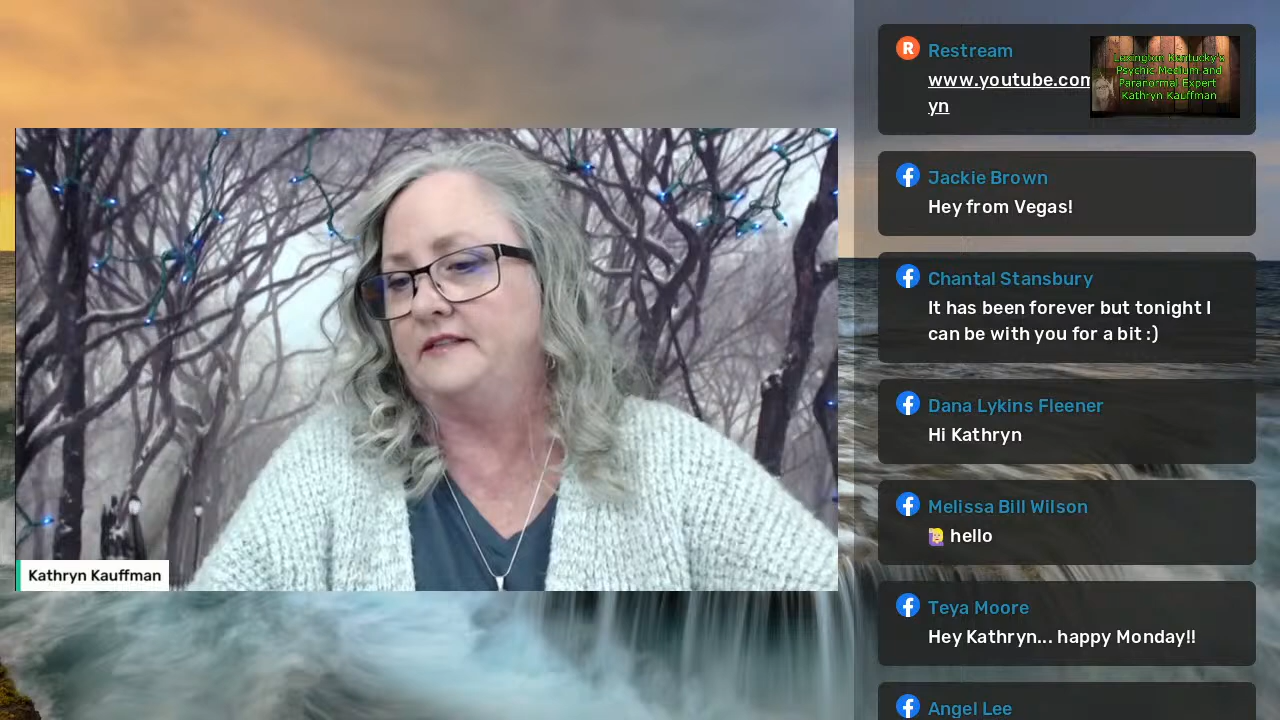 Kathryn Kauffman
Restream
www.youtube.com
yn
Lexington Kentucky's
Psychic Medium and
Paranormal Expert
Kathryn Kauffman
Jackie Brown
Hey from Vegas!
Chantal Stansbury
It has been forever but tonight I
can be with you for a bit :)
Dana Lykins Fleener
Hi Kathryn
Melissa Bill Wilson
🙋 hello
Teya Moore
Hey Kathryn... happy Monday!!
Angel Lee